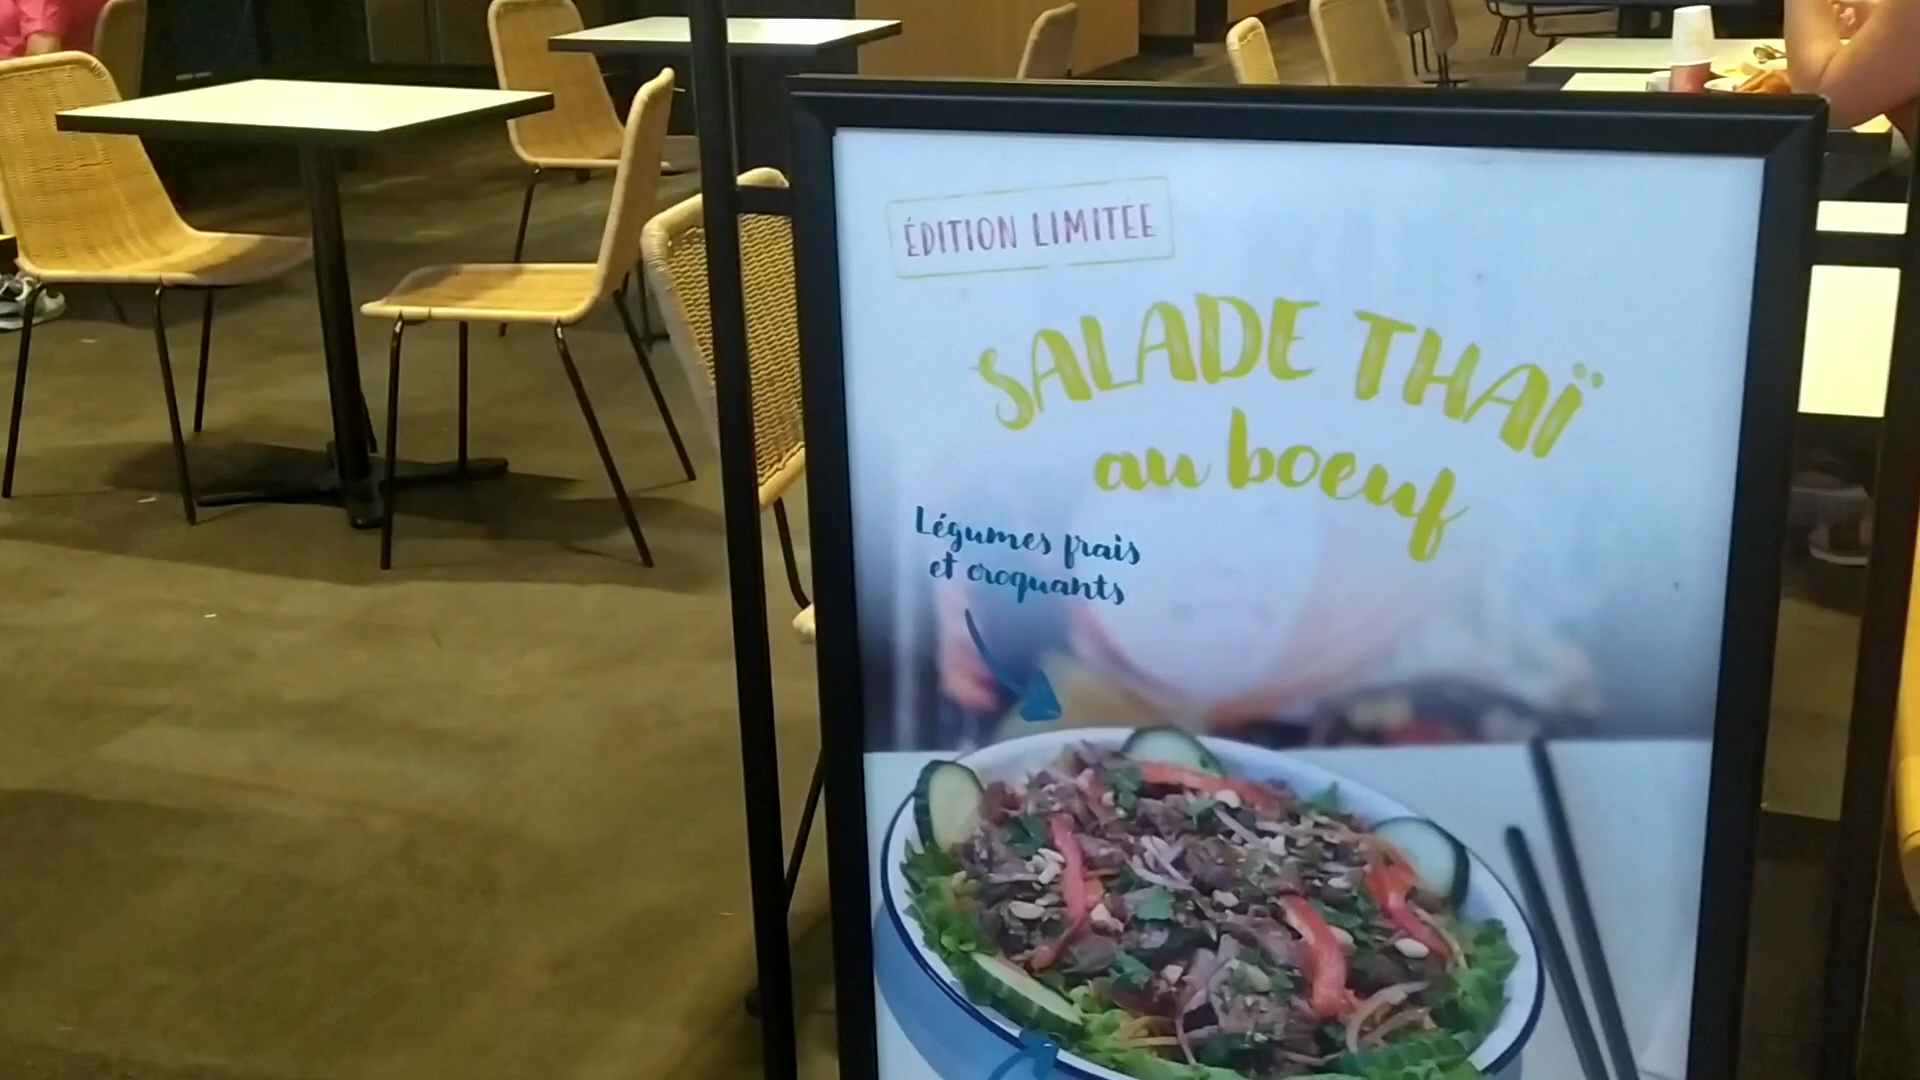 ÉDITION LIMITÉE
SALADE THAÏ
au boeuf
Légumes frais
et croquants